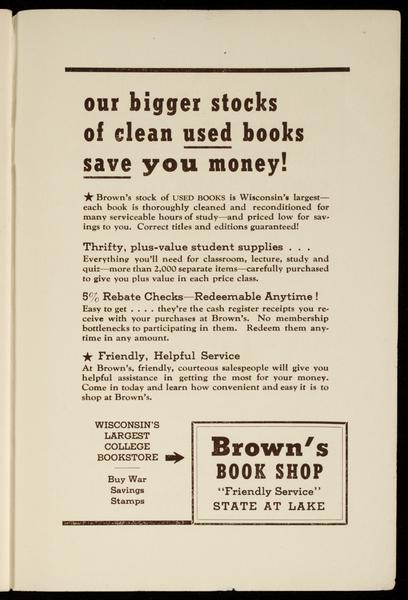 our bigger stocks
of clean used books
save you money!
★ Brown's stock of USED BOOKS is Wisconsin's largest—
each book is thoroughly cleaned and reconditioned for
many serviceable hours of study—and priced low for sav-
ings to you. Correct titles and editions guaranteed!
Thrifty, plus-value student supplies . . .
Everything you'll need for classroom, lecture, study and
quiz—more than 2,000 separate items—carefully purchased
to give you plus value in each price class.
5% Rebate Checks—Redeemable Anytime!
Easy to get . . . . they're the cash register receipts you re-
ceive with your purchases at Brown's. No membership
bottlenecks to participating in them. Redeem them any-
time in any amount.
★ Friendly, Helpful Service
At Brown's, friendly, courteous salespeople will give you
helpful assistance in getting the most for your money.
Come in today and learn how convenient and easy it is to
shop at Brown's.
WISCONSIN'S
LARGEST
COLLEGE
BOOKSTORE
Buy War
Savings
Stamps
Brown's
BOOK SHOP
"Friendly Service"
STATE AT LAKE